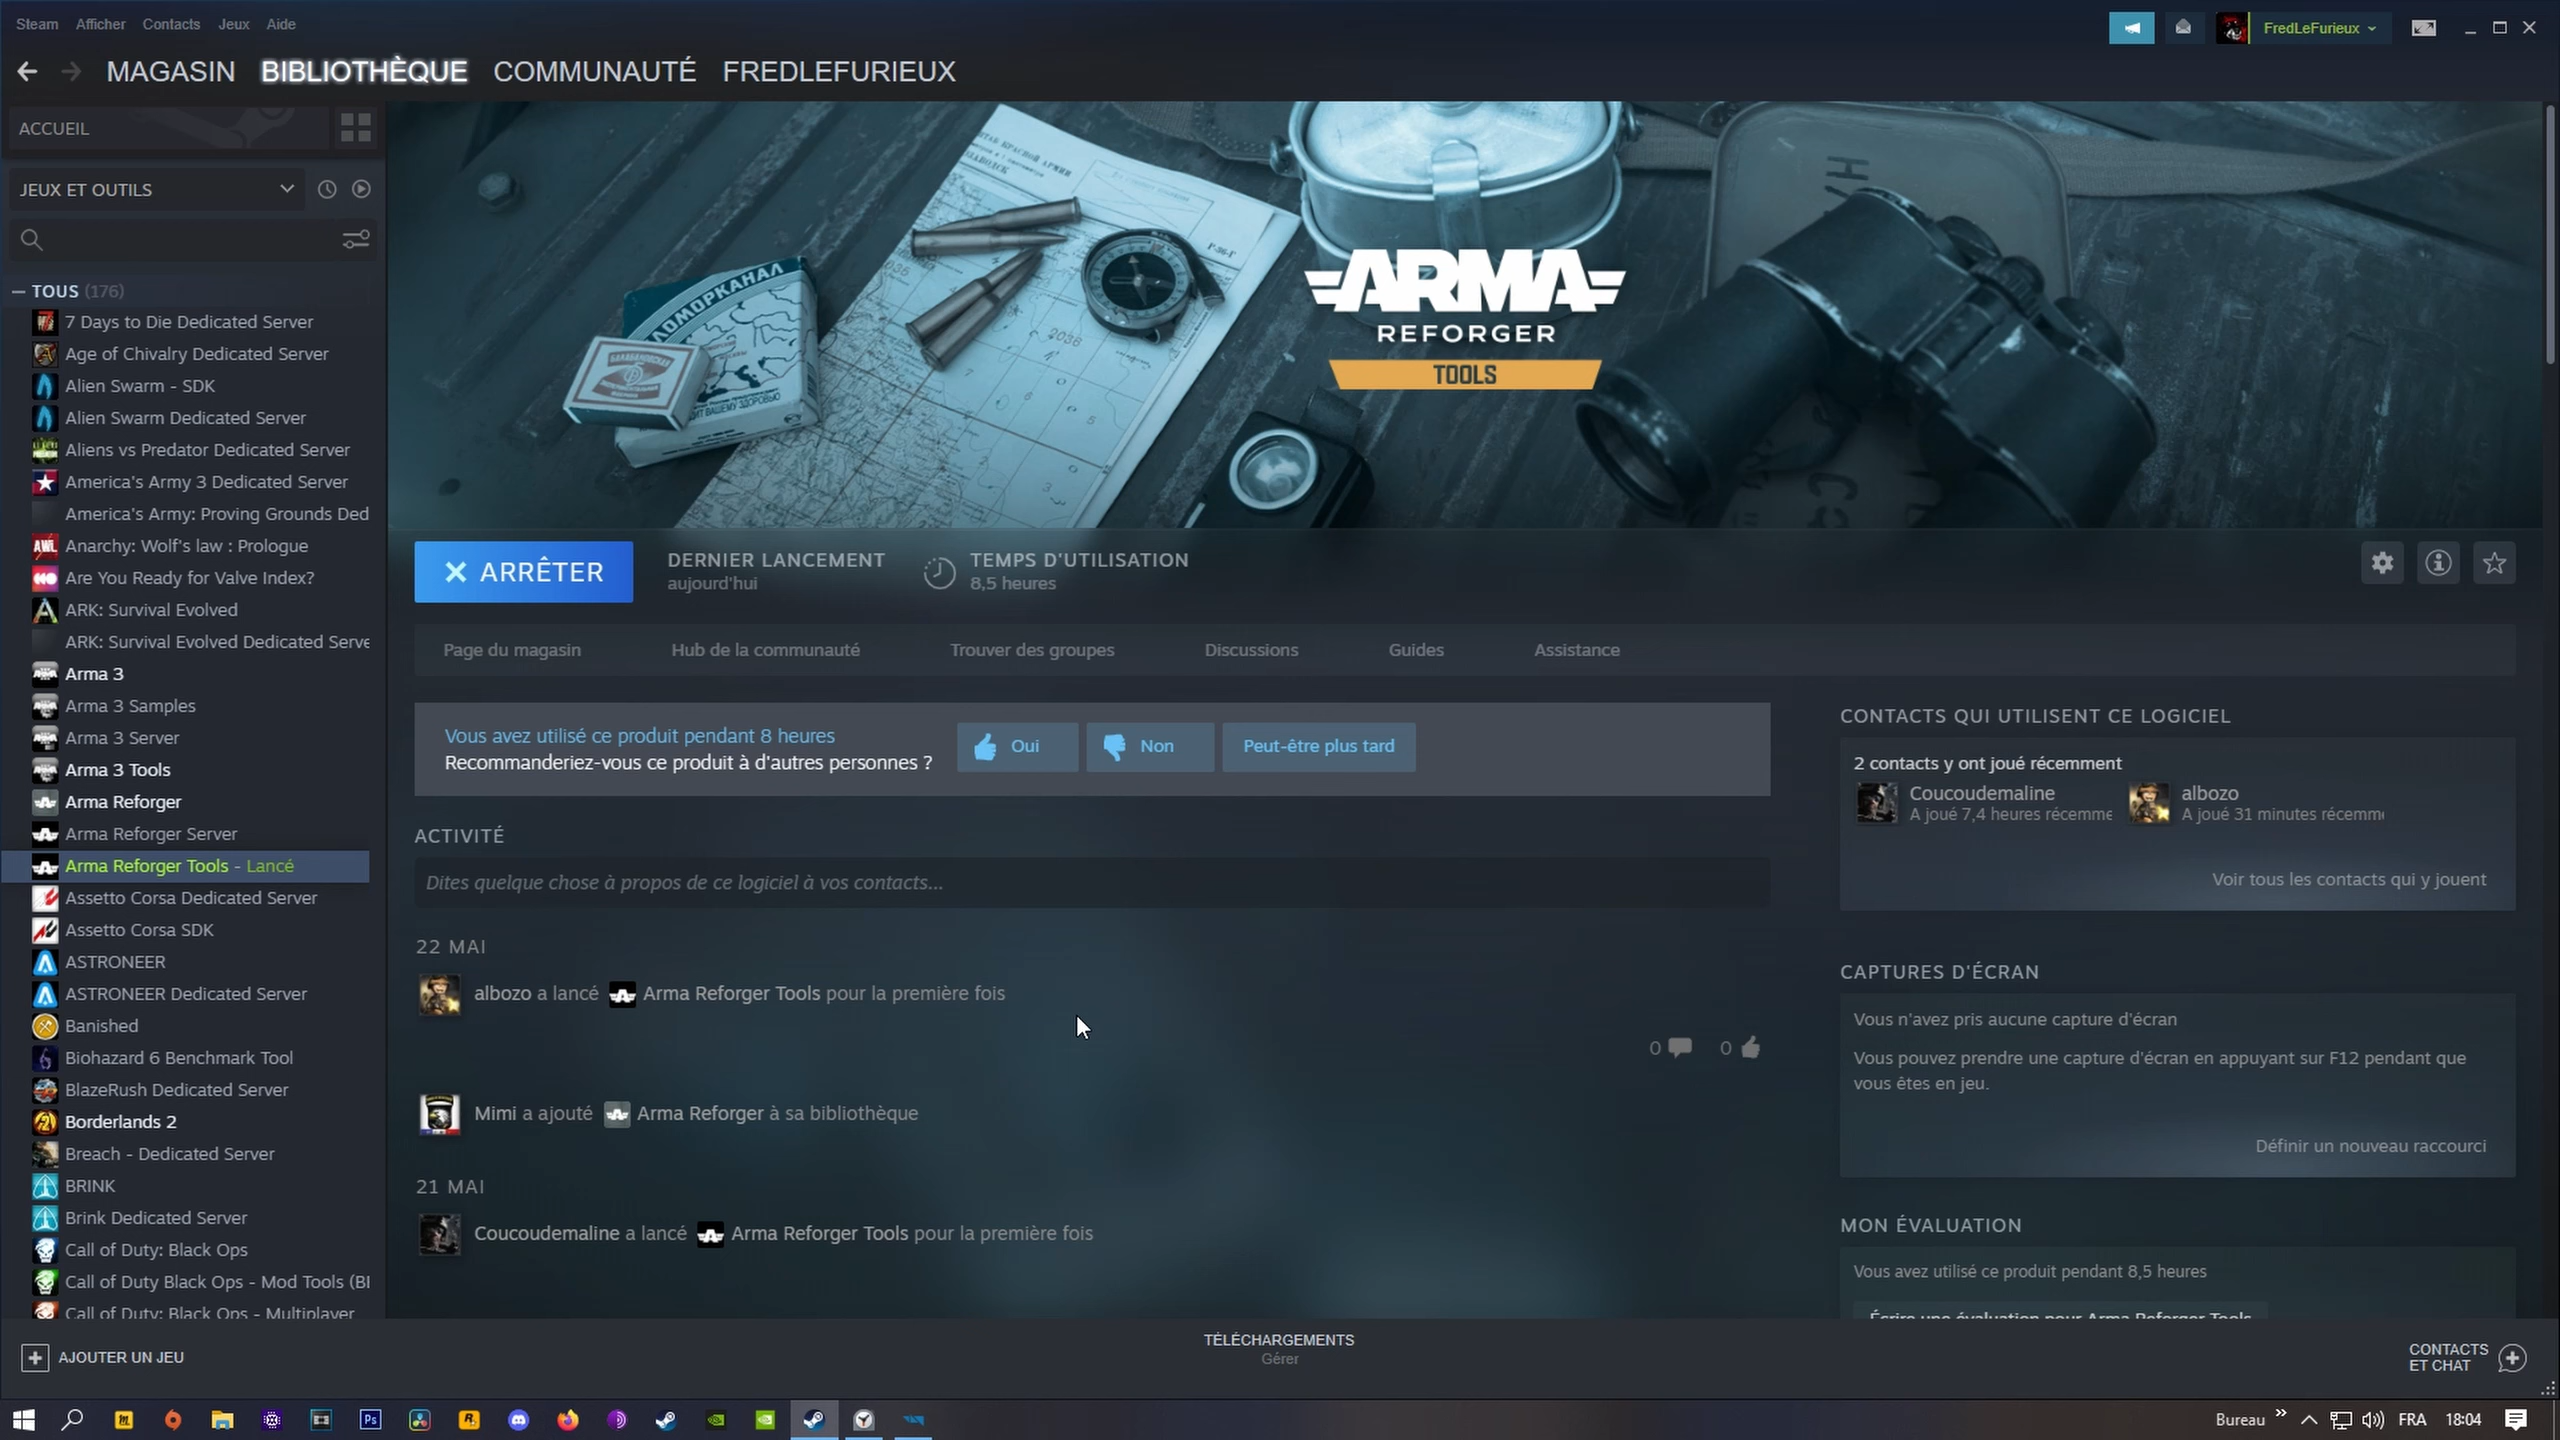 Steam Afficher Contacts Jeux Aide
FredLeFurieux
MAGASIN BIBLIOTHÈQUE COMMUNAUTÉ FREDLEFURIEUX
ACCUEIL
JEUX ET OUTILS
TOUS (176)
7 Days to Die Dedicated Server
Age of Chivalry Dedicated Server
Alien Swarm - SDK
Alien Swarm Dedicated Server
Aliens vs Predator Dedicated Server
America's Army 3 Dedicated Server
America's Army: Proving Grounds Ded
Anarchy: Wolf's law : Prologue
Are You Ready for Valve Index?
ARK: Survival Evolved
ARK: Survival Evolved Dedicated Serve
Arma 3
Arma 3 Samples
Arma 3 Server
Arma 3 Tools
Arma Reforger
Arma Reforger Server
Arma Reforger Tools - Lancé
Assetto Corsa Dedicated Server
Assetto Corsa SDK
ASTRONEER
ASTRONEER Dedicated Server
Banished
Biohazard 6 Benchmark Tool
BlazeRush Dedicated Server
Borderlands 2
Breach - Dedicated Server
BRINK
Brink Dedicated Server
Call of Duty: Black Ops
Call of Duty Black Ops - Mod Tools (BE
Call of Duty: Black Ops - Multiplayer
AJOUTER UN JEU
ARMA
REFORGER
TOOLS
ARRÊTER
DERNIER LANCEMENT
aujourd'hui
TEMPS D'UTILISATION
8,5 heures
Page du magasin Hub de la communauté Trouver des groupes Discussions Guides Assistance
Vous avez utilisé ce produit pendant 8 heures
Recommanderiez-vous ce produit à d'autres personnes ?
Oui Non Peut-être plus tard
ACTIVITÉ
Dites quelque chose à propos de ce logiciel à vos contacts...
22 MAI
albozo a lancé Arma Reforger Tools pour la première fois
0 0
Mimi a ajouté Arma Reforger à sa bibliothèque
21 MAI
Coucoudemaline a lancé Arma Reforger Tools pour la première fois
CONTACTS QUI UTILISENT CE LOGICIEL
2 contacts y ont joué récemment
Coucoudemaline
A joué 7,4 heures récemme
albozo
A joué 31 minutes récemme
Voir tous les contacts qui y jouent
CAPTURES D'ÉCRAN
Vous n'avez pris aucune capture d'écran
Vous pouvez prendre une capture d'écran en appuyant sur F12 pendant que
vous êtes en jeu.
Définir un nouveau raccourci
MON ÉVALUATION
Vous avez utilisé ce produit pendant 8,5 heures
Écrire une évaluation pour Arma Reforger Tools
TÉLÉCHARGEMENTS
Gérer
CONTACTS
ET CHAT
Bureau FRA 18:04